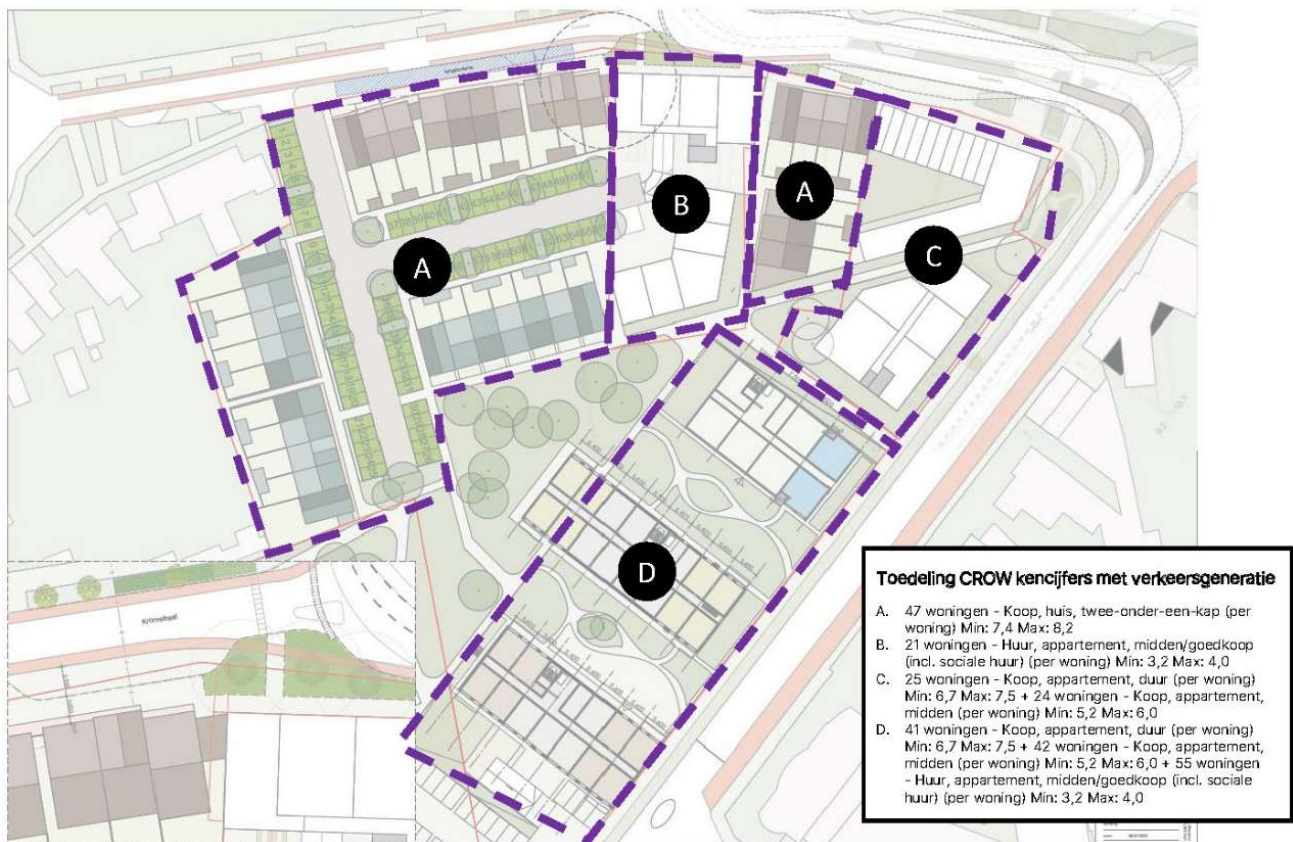 A
B
A
C
D
Kromstraat
Toedeling CROW kencijfers met verkeersgeneratie
A. 47 woningen - Koop, huis, twee-onder-een-kap (per
woning) Min: 7,4 Max: 8,2
B. 21 woningen - Huur, appartement, midden/goedkoop
(incl. sociale huur) (per woning) Min: 3,2 Max: 4,0
C. 25 woningen - Koop, appartement, duur (per woning)
Min: 6,7 Max: 7,5 + 24 woningen - Koop, appartement,
midden (per woning) Min: 5,2 Max: 6,0
D. 41 woningen - Koop, appartement, duur (per woning)
Min: 6,7 Max: 7,5 + 42 woningen - Koop, appartement,
midden (per woning) Min: 5,2 Max: 6,0 + 55 woningen
- Huur, appartement, midden/goedkoop (incl. sociale
huur) (per woning) Min: 3,2 Max: 4,0